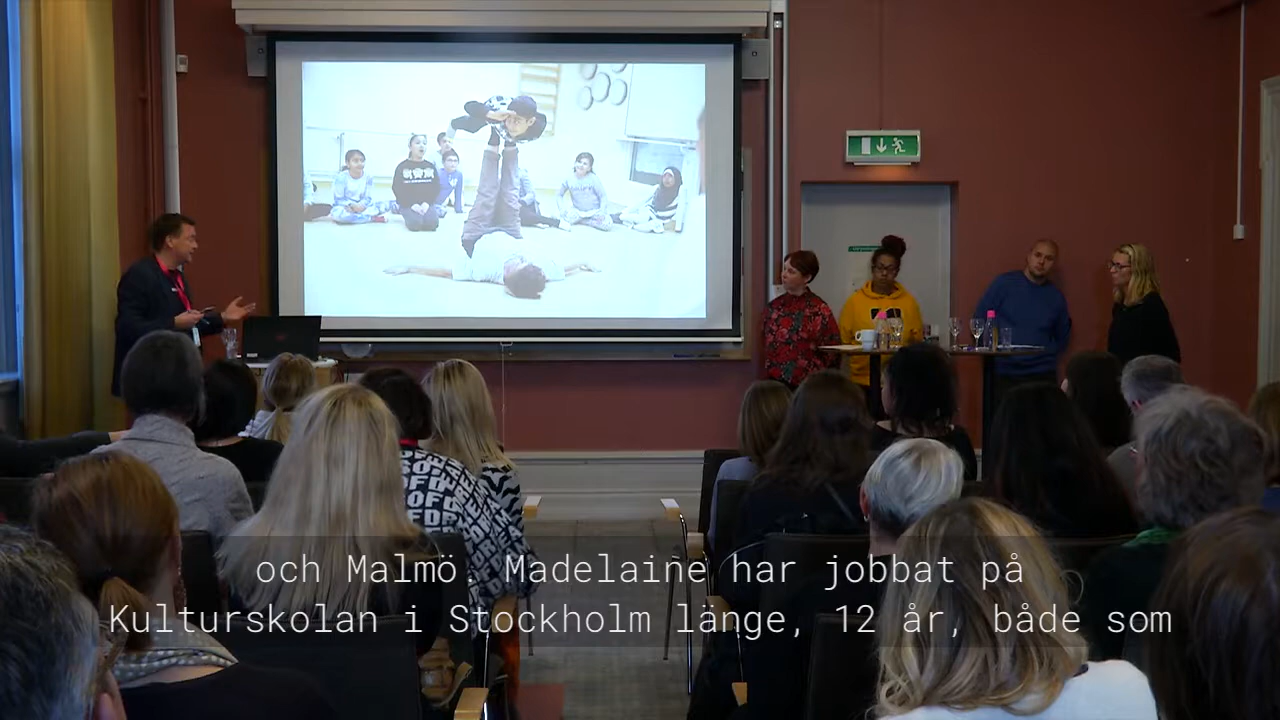 och Malmö. Madelaine har jobbat på
Kulturskolan i Stockholm länge, 12 år, både som